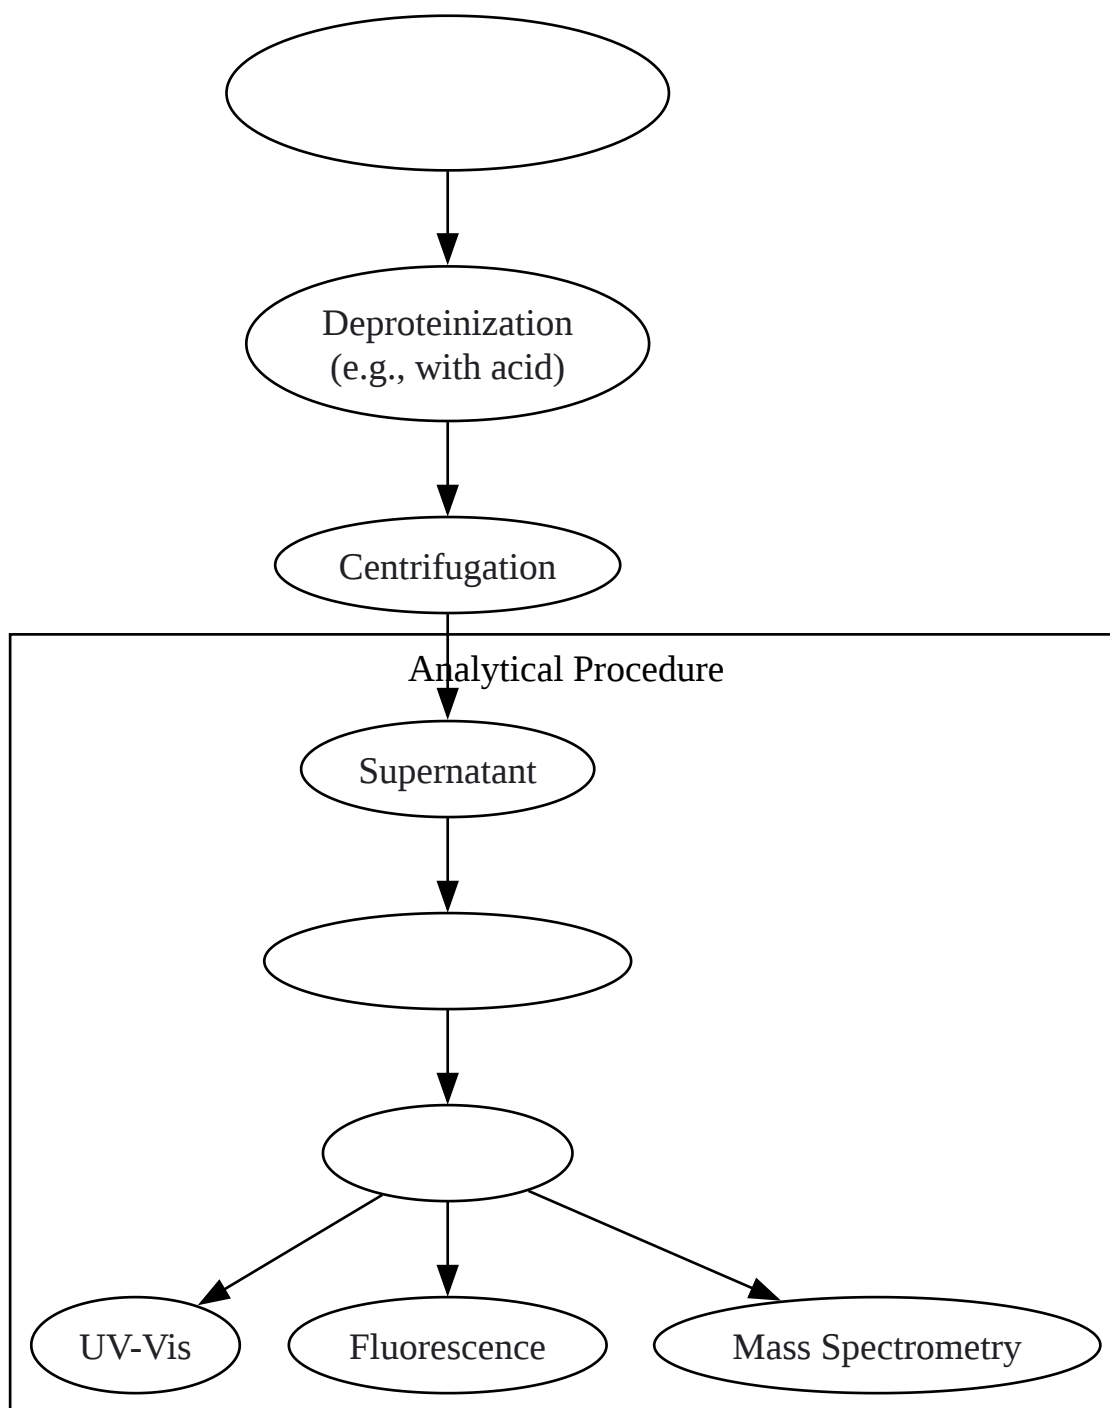 Deproteinization
(e.g., with acid)
Centrifugation
Analytical Procedure
Supernatant
UV-Vis
Fluorescence
Mass Spectrometry